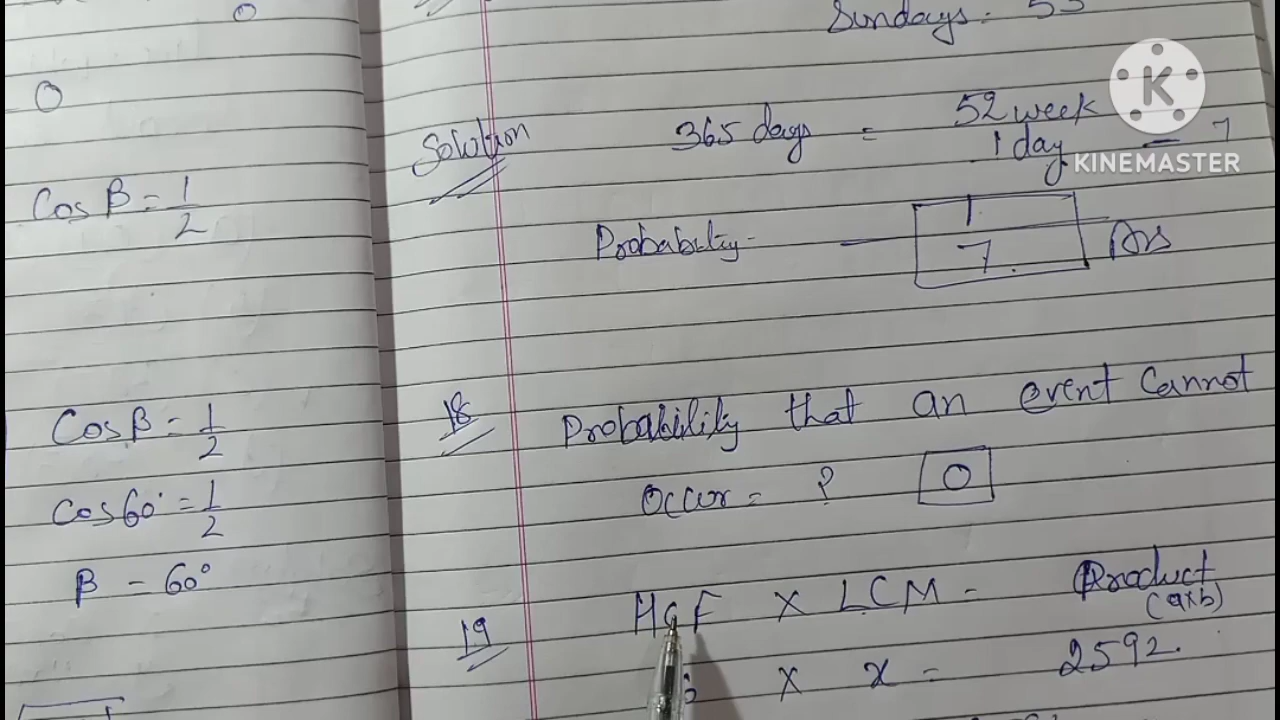 0
0
Cos β = 1/2
Cos β = 1/2
Cos 60° = 1/2
β = 60°
Sundays. 53
Solution 365 days = 52 week
1 day = 7
K
KINEMASTER
Probability- 1/7 Ans
18 Probability that an event cannot
Occur = ? 0
19 HCF X LCM = Product
(a×b)
X x = 2592.